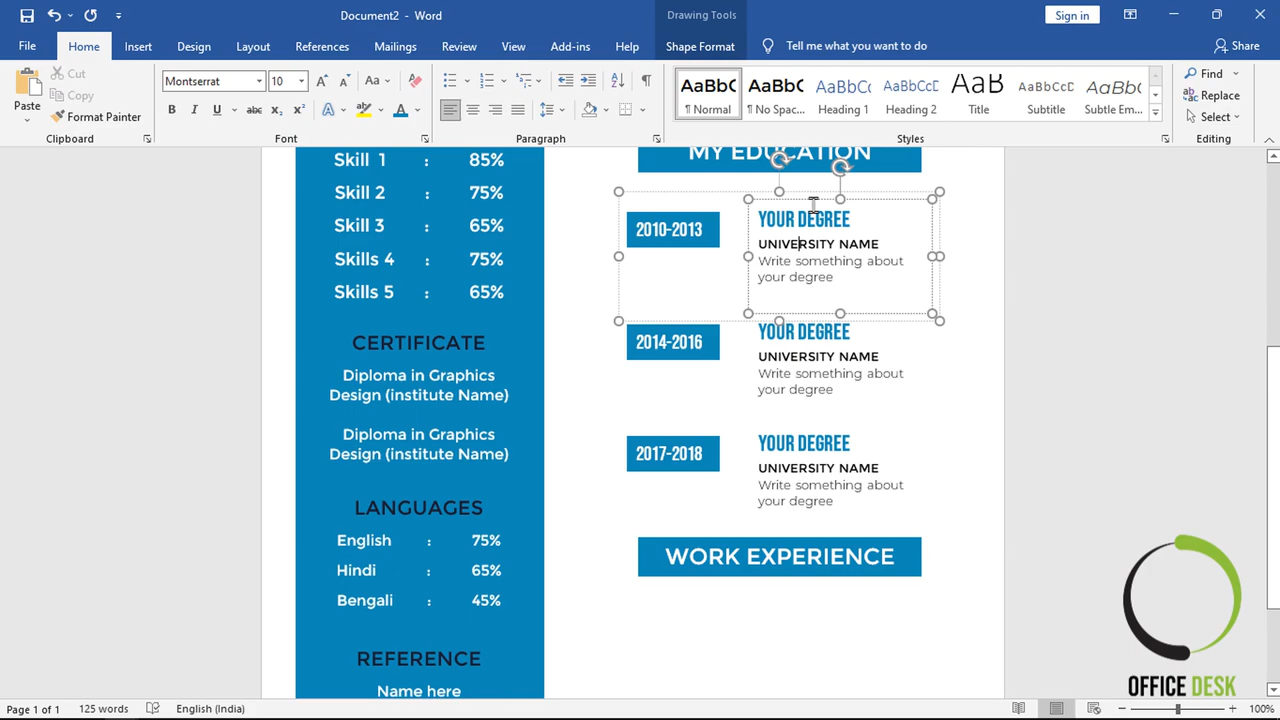 Document2 - Word
Drawing Tools
Sign in
File
Home
Insert
Design
Layout
References
Mailings
Review
View
Add-ins
Help
Shape Format
Tell me what you want to do
Share
Paste
Cut
Copy
Format Painter
Clipboard
Montserrat
10
Font
Paragraph
AaBbC
¶ Normal
AaBbC
¶ No Spac...
AaBbC
Heading 1
AaBbC
Heading 2
AaB
Title
AaBbCcD
Subtitle
AaBbC
Subtle Em...
Styles
Find
Replace
Select
Editing
Skill 1 : 85%
Skill 2 : 75%
Skill 3 : 65%
Skills 4 : 75%
Skills 5 : 65%
CERTIFICATE
Diploma in Graphics
Design (institute Name)
Diploma in Graphics
Design (institute Name)
LANGUAGES
English : 75%
Hindi : 65%
Bengali : 45%
REFERENCE
Name here
MY EDUCATION
2010-2013
YOUR DEGREE
UNIVERSITY NAME
Write something about
your degree
2014-2016
YOUR DEGREE
UNIVERSITY NAME
Write something about
your degree
2017-2018
YOUR DEGREE
UNIVERSITY NAME
Write something about
your degree
WORK EXPERIENCE
OFFICE DESK
Page 1 of 1
125 words
English (India)
100%